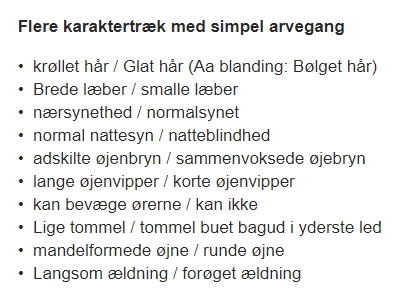 Flere karaktertræk med simpel arvegang
• krøllet hår / Glat hår (Aa blanding: Bølget hår)
• Brede læber / smalle læber
• nærsynethed / normalsynet
• normal nattesyn / natteblindhed
• adskilte øjenbryn / sammenvoksede øjebryn
• lange øjenvipper / korte øjenvipper
• kan bevæge ørerne / kan ikke
• Lige tommel / tommel buet bagud i yderste led
• mandelformede øjne / runde øjne
• Langsom ældning / forøget ældning